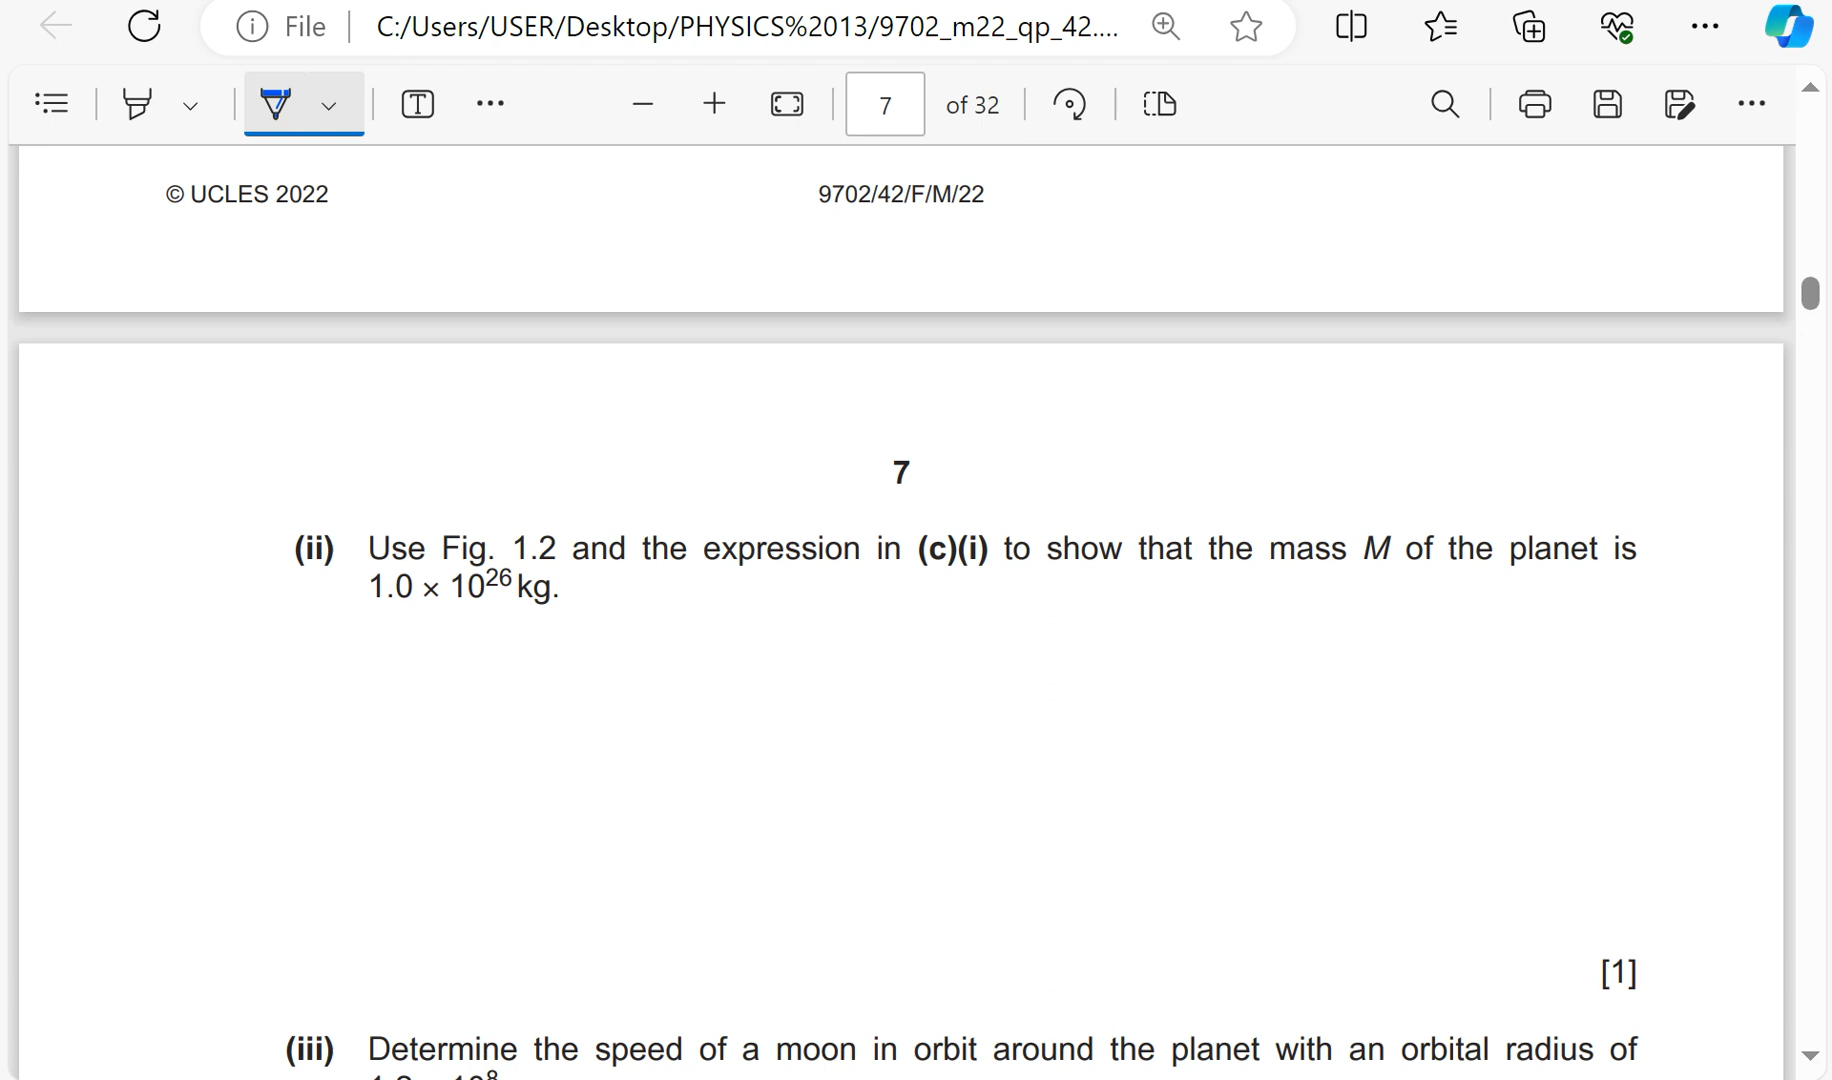 File C:/Users/USER/Desktop/PHYSICS%2013/9702_m22_qp_42....
7 of 32
© UCLES 2022 9702/42/F/M/22
7
(ii) Use Fig. 1.2 and the expression in (c)(i) to show that the mass M of the planet is
1.0 × 10²⁶ kg.
[1]
(iii) Determine the speed of a moon in orbit around the planet with an orbital radius of